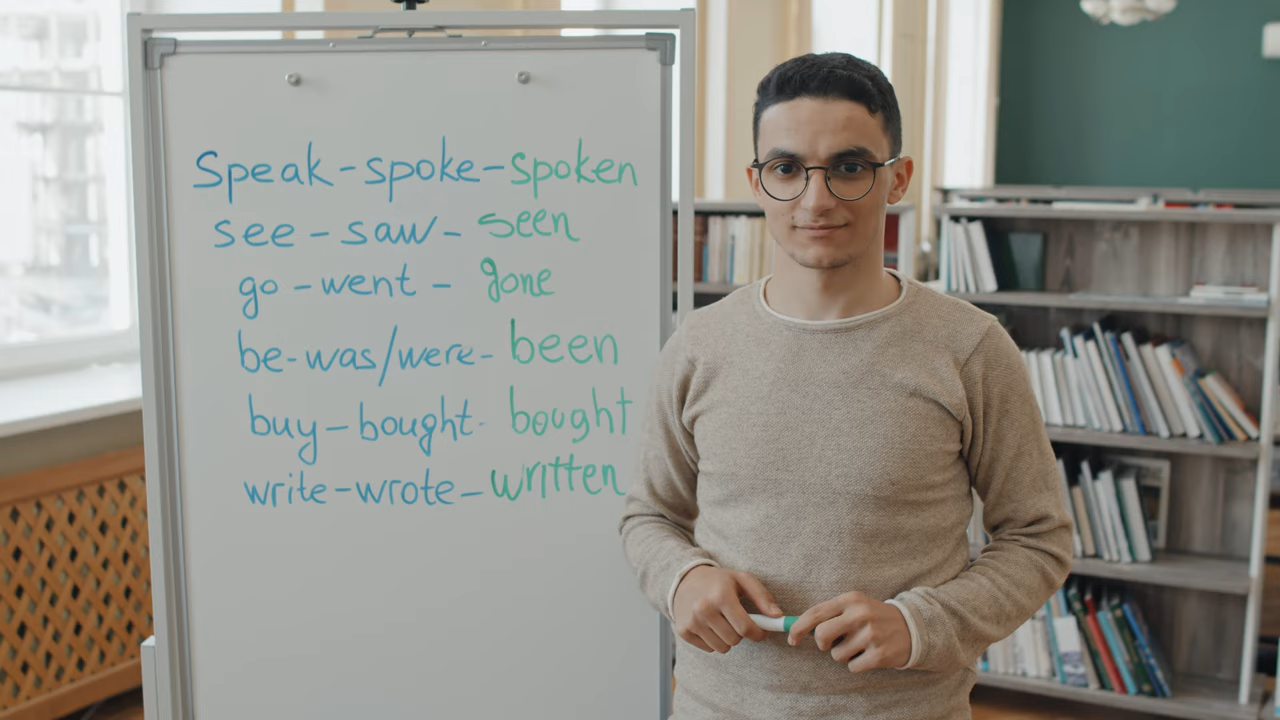 Speak-spoke-spoken
see - saw - seen
go - went - gone
be-was/were- been
buy-bought- bought
write-wrote-written